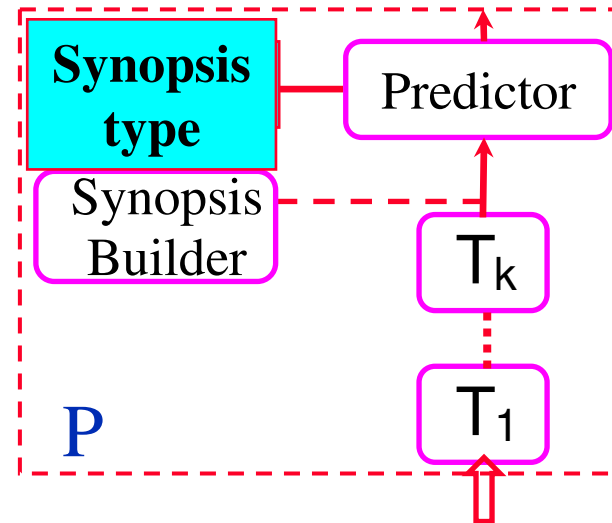 Synopsis
type
Predictor
Synopsis
Builder
Tk
T1
P